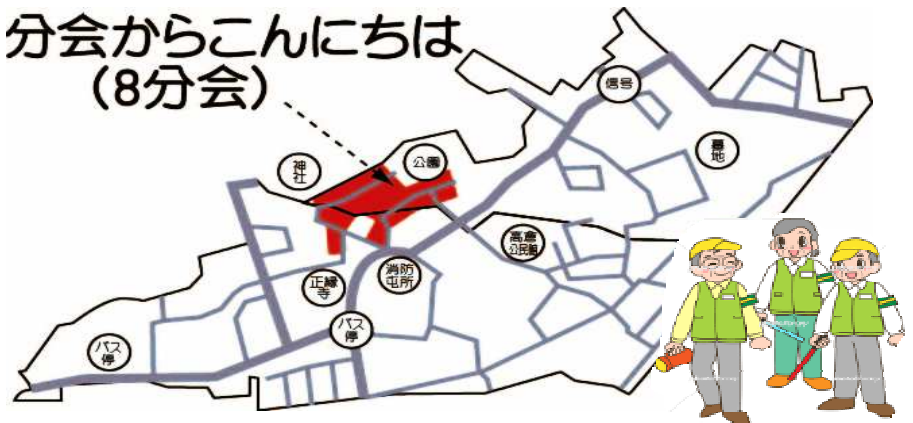 分会からこんにちは
(8分会)
信号
墓地
神社
公園
高倉
公民館
消防
屯所
正縁寺
バス停
バス停